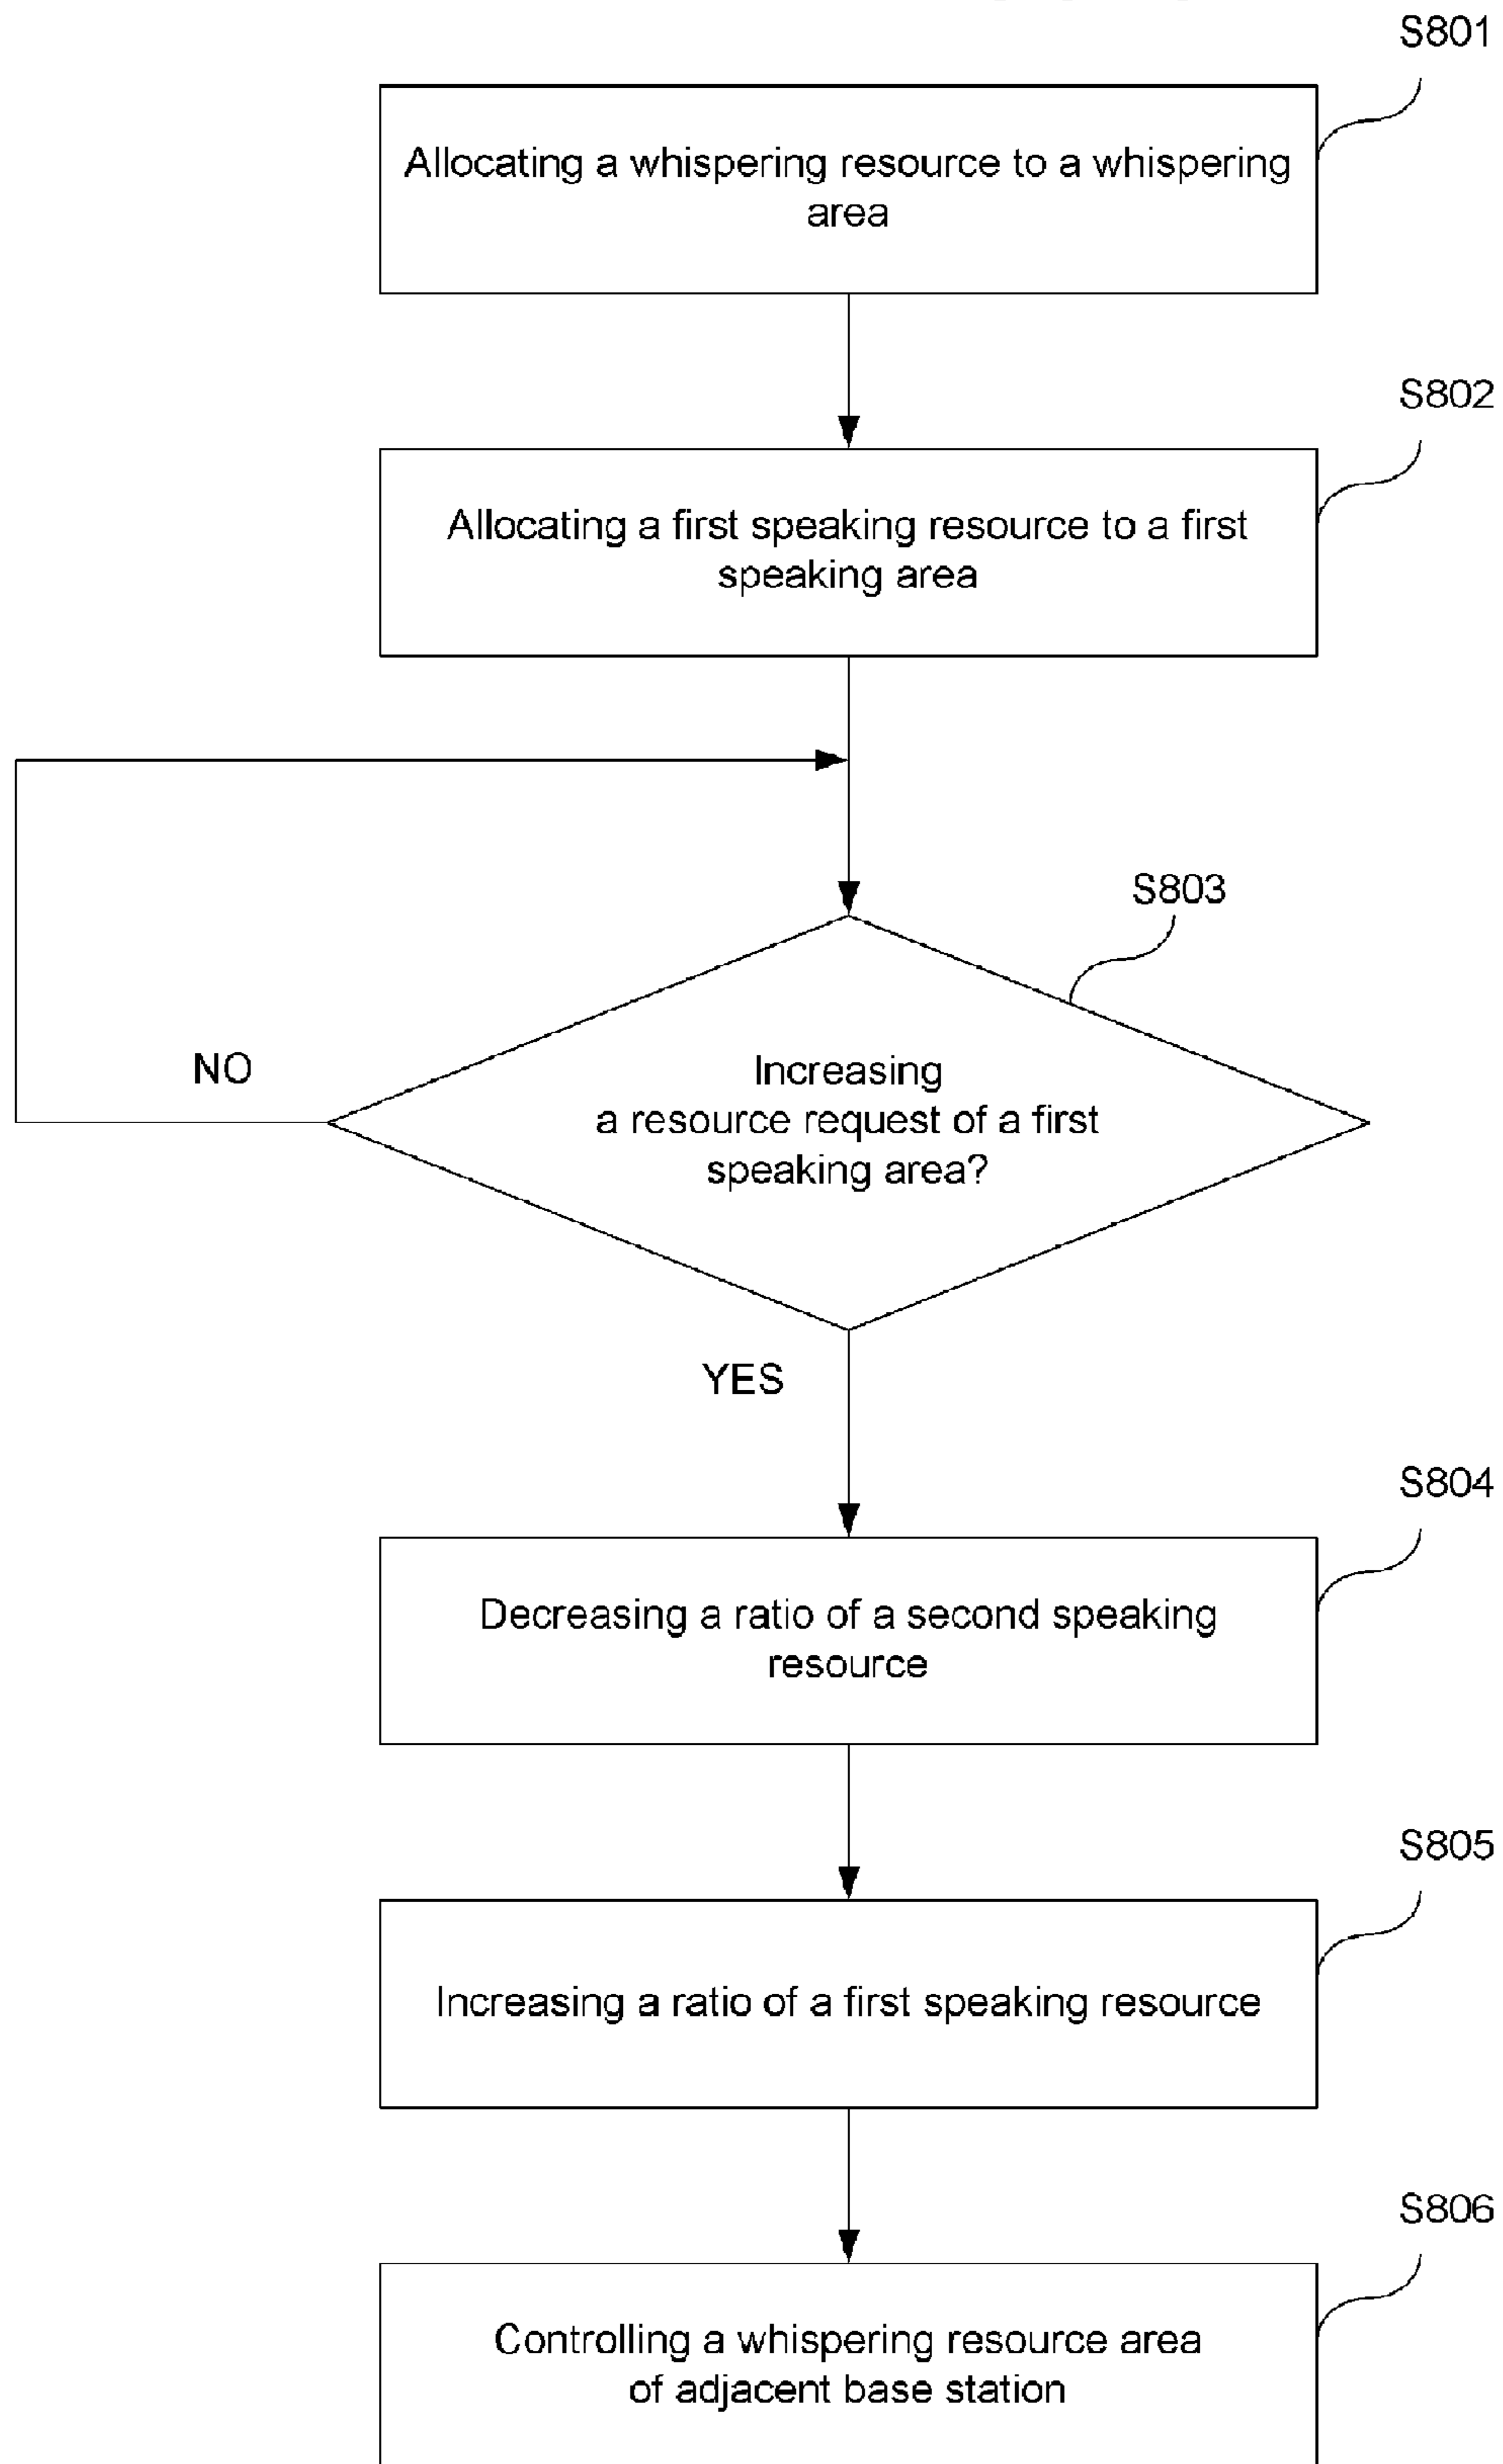 S801
Allocating a whispering resource to a whispering
area
S802
Allocating a first speaking resource to a first
speaking area
S803
Increasing
a resource request of a first
speaking area?
NO
YES
S804
Decreasing a ratio of a second speaking
resource
S805
Increasing a ratio of a first speaking resource
S806
Controlling a whispering resource area
of adjacent base station